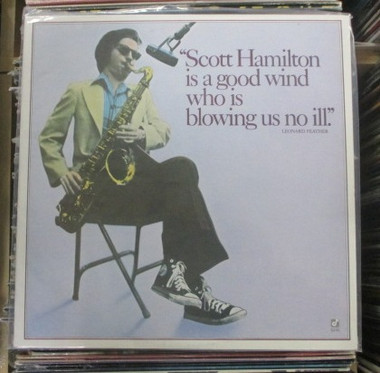 “Scott Hamilton
is a good wind
who is
blowing us no ill.”
LEONARD FEATHER